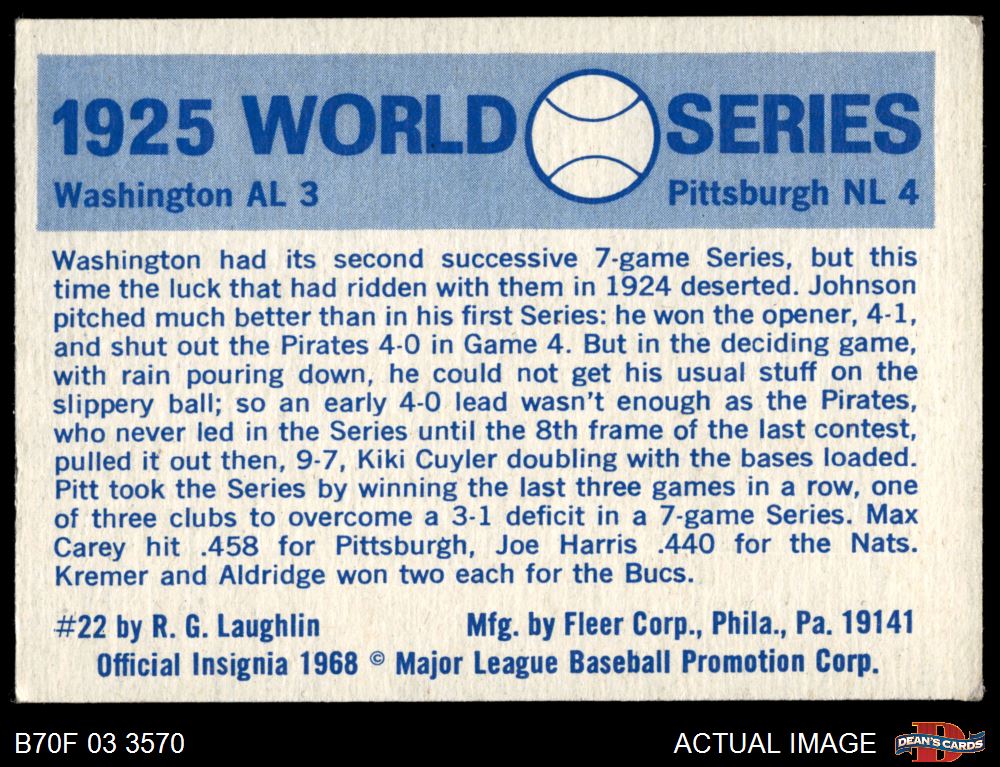 1925 WORLD SERIES
Washington AL 3 Pittsburgh NL 4
Washington had its second successive 7-game Series, but this
time the luck that had ridden with them in 1924 deserted. Johnson
pitched much better than in his first Series: he won the opener, 4-1,
and shut out the Pirates 4-0 in Game 4. But in the deciding game,
with rain pouring down, he could not get his usual stuff on the
slippery ball; so an early 4-0 lead wasn't enough as the Pirates,
who never led in the Series until the 8th frame of the last contest,
pulled it out then, 9-7, Kiki Cuyler doubling with the bases loaded.
Pitt took the Series by winning the last three games in a row, one
of three clubs to overcome a 3-1 deficit in a 7-game Series. Max
Carey hit .458 for Pittsburgh, Joe Harris .440 for the Nats.
Kremer and Aldridge won two each for the Bucs.
#22 by R. G. Laughlin Mfg. by Fleer Corp., Phila., Pa. 19141
Official Insignia 1968 © Major League Baseball Promotion Corp.
B70F 03 3570 ACTUAL IMAGE D DEAN'S CARDS